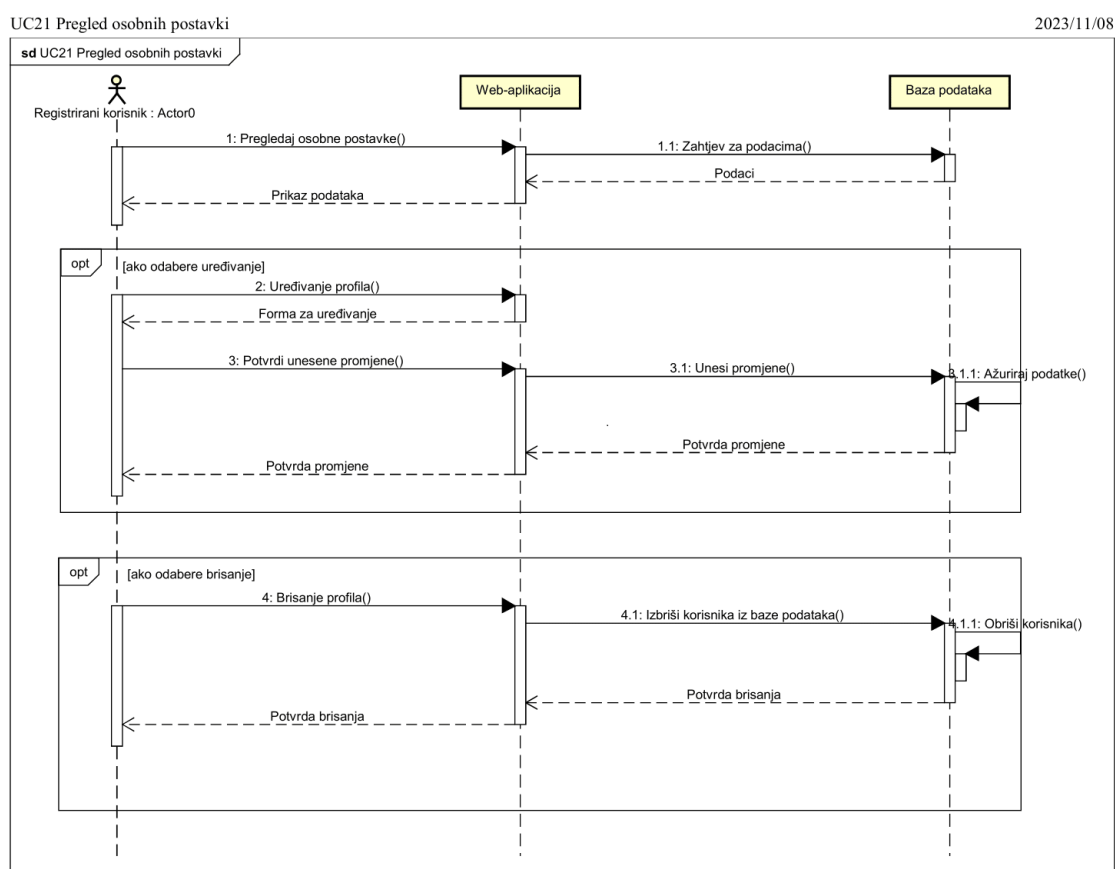 UC21 Pregled osobnih postavki
2023/11/08
sd UC21 Pregled osobnih postavki
Registrirani korisnik : Actor0
Web-aplikacija
Baza podataka
1: Pregledaj osobne postavke()
1.1: Zahtjev za podacima()
Podaci
Prikaz podataka
opt
[ako odabere uređivanje]
2: Uređivanje profila()
Forma za uređivanje
3: Potvrdi unesene promjene()
3.1: Unesi promjene()
3.1.1: Ažuriraj podatke()
Potvrda promjene
Potvrda promjene
opt
[ako odabere brisanje]
4: Brisanje profila()
4.1: Izbriši korisnika iz baze podataka()
4.1.1: Obriši korisnika()
Potvrda brisanja
Potvrda brisanja